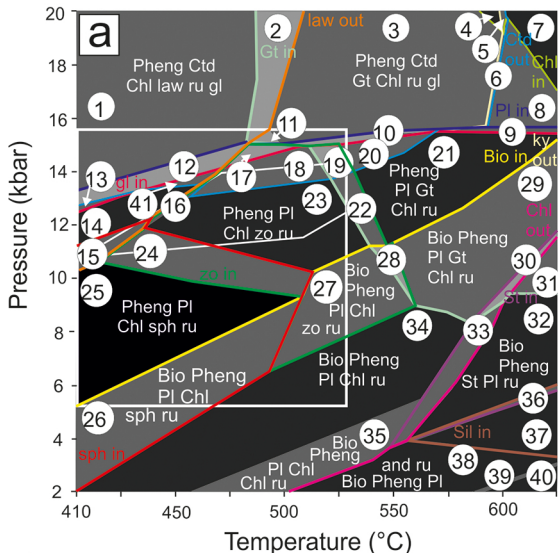 a
20
18
16
14
12
10
8
6
4
2
Pressure (kbar)
410
450
500
550
600
Temperature (°C)
law out
Gt in
2
3
4
5
6
7
Ctd
out
Chl
in
Pheng Ctd
Chl law ru gl
Pheng Ctd
Gt Chl ru gl
1
Pl in
8
11
10
9
ky
out
Bio in
13
gl in
12
17
18
19
20
21
29
14
41
16
Pheng Pl
Chl zo ru
23
22
Pheng
Pl Gt
Chl ru
Chl
out
15
24
zo in
28
Bio Pheng
Pl Gt
Chl ru
30
31
St in
25
Pheng Pl
Chl sph ru
27
Bio
Pheng
Pl Chl
zo ru
34
33
32
Bio Pheng
Pl Chl
sph ru
Bio Pheng
Pl Chl ru
Bio
Pheng
St Pl ru
26
36
sph in
35
Bio
Pheng
Sil in
37
Pl Chl
Chl ru
and ru
Bio Pheng Pl
38
39
40